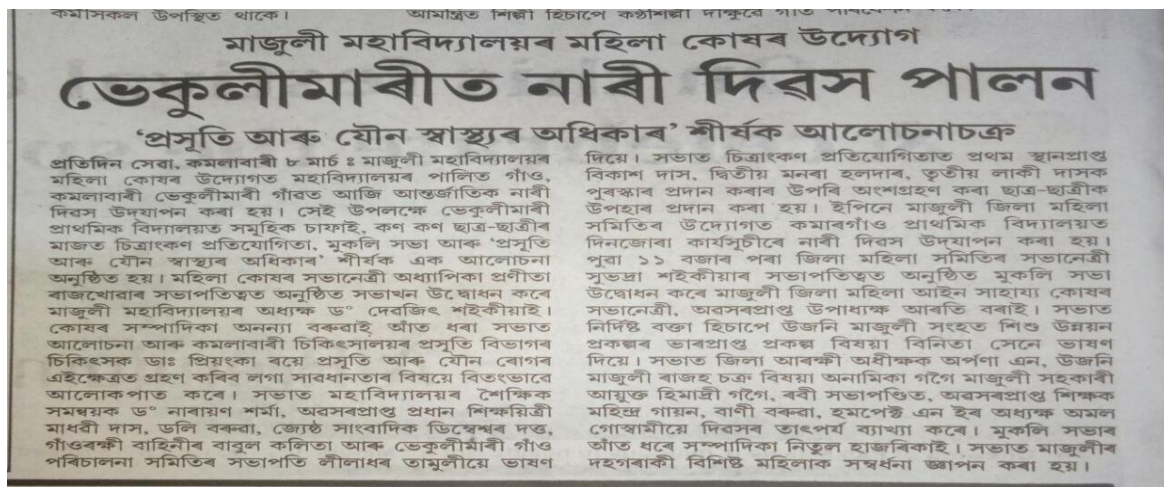 কৰ্মীসকল উপস্থিত থাকে।
মাজুলী মহাবিদ্যালয়ৰ মহিলা কোষৰ উদ্যোগ
ভেকুলীমাৰীত নাৰী দিৱস পালন
‘প্ৰসূতি আৰু যৌন স্বাস্থ্যৰ অধিকাৰ’ শীৰ্ষক আলোচনাচক্ৰ
প্ৰতিদিন সেৱা, কমলাবাৰী ৮ মাৰ্চ ঃ মাজুলী মহাবিদ্যালয়ৰ
মহিলা কোষৰ উদ্যোগত মহাবিদ্যালয়ৰ পালিত গাঁও,
কমলাবাৰী ভেকুলীমাৰী গাঁৱত আজি আন্তৰ্জাতিক নাৰী
দিৱস উদযাপন কৰা হয়। সেই উপলক্ষে ভেকুলীমাৰী
প্ৰাথমিক বিদ্যালয়ত সমূহিক চাফাই, কণ কণ ছাত্ৰ-ছাত্ৰীৰ
মাজত চিত্ৰাংকণ প্ৰতিযোগিতা, মুকলি সভা আৰু ‘প্ৰসূতি
আৰু যৌন স্বাস্থ্যৰ অধিকাৰ’ শীৰ্ষক এক আলোচনা
অনুষ্ঠিত হয়। মহিলা কোষৰ সভানেত্ৰী অধ্যাপিকা প্ৰণীতা
ৰাজখোৱাৰ সভাপতিত্বত অনুষ্ঠিত সভাখন উদ্বোধন কৰে
মাজুলী মহাবিদ্যালয়ৰ অধ্যক্ষ ড° দেৱজিৎ শইকীয়াই।
কোষৰ সম্পাদিকা অনন্যা বৰুৱাই আঁত ধৰা সভাত
আলোচনা আৰু কমলাবাৰী চিকিৎসালয়ৰ প্ৰসূতি বিভাগৰ
চিকিৎসক ডাঃ প্ৰিয়ংকা ৰয়ে প্ৰসূতি আৰু যৌন ৰোগৰ
এইক্ষেত্ৰত গ্ৰহণ কৰিব লগা সাৱধানতাৰ বিষয়ে বিতংভাৱে
আলোকপাত কৰে। সভাত মহাবিদ্যালয়ৰ শৈক্ষিক
সমন্বয়ক ড° নাৰায়ণ শৰ্মা, অৱসৰপ্ৰাপ্ত প্ৰধান শিক্ষয়িত্ৰী
মাধৱী দাস, ডলি বৰুৱা, জ্যেষ্ঠ সাংবাদিক ডিম্বেশ্বৰ দত্ত,
গাঁওৰক্ষী বাহিনীৰ বাবুল কলিতা আৰু ভেকুলীমাৰী গাঁও
পৰিচালনা সমিতিৰ সভাপতি লীলাধৰ তামুলীয়ে ভাষণ
দিয়ে। সভাত চিত্ৰাংকণ প্ৰতিযোগিতাত প্ৰথম স্থানপ্ৰাপ্ত
বিকাশ দাস, দ্বিতীয় মনৰা হলদাৰ, তৃতীয় লাকী দাসক
পুৰস্কাৰ প্ৰদান কৰাৰ উপৰি অংশগ্ৰহণ কৰা ছাত্ৰ-ছাত্ৰীক
উপহাৰ প্ৰদান কৰা হয়। ইপিনে মাজুলী জিলা মহিলা
সমিতিৰ উদ্যোগত কমাৰগাঁও প্ৰাথমিক বিদ্যালয়ত
দিনজোৰা কাৰ্যসূচীৰে নাৰী দিৱস উদযাপন কৰা হয়।
পুৱা ১১ বজাৰ পৰা জিলা মহিলা সমিতিৰ সভানেত্ৰী
সুভদ্ৰা শইকীয়াৰ সভাপতিত্বত অনুষ্ঠিত মুকলি সভা
উদ্বোধন কৰে মাজুলী জিলা মহিলা আইন সাহায্য কোষৰ
সভানেত্ৰী, অৱসৰপ্ৰাপ্ত উপাধ্যক্ষ আৰতি বৰাই। সভাত
নিৰ্দিষ্ট বক্তা হিচাপে উজনি মাজুলী সংহত শিশু উন্নয়ন
প্ৰকল্পৰ ভাৰপ্ৰাপ্ত প্ৰকল্প বিষয়া বিনিতা সেনে ভাষণ
দিয়ে। সভাত জিলা আৰক্ষী অধীক্ষক অৰ্পণা এন, উজনি
মাজুলী ৰাজহ চক্ৰ বিষয়া অনামিকা গগৈ মাজুলী সহকাৰী
আয়ুক্ত হিমাদ্ৰী গগৈ, ৰবী সভাপণ্ডিত, অৱসৰপ্ৰাপ্ত শিক্ষক
মহিন্দ্ৰ গায়ন, বাণী বৰুৱা, হমপেষ্ট এন ইৰ অধ্যক্ষ অমল
গোস্বামীয়ে দিৱসৰ তাৎপৰ্য ব্যাখ্যা কৰে। মুকলি সভাৰ
আঁত ধৰে সম্পাদিকা নিতুল হাজৰিকাই। সভাত মাজুলীৰ
দহগৰাকী বিশিষ্ট মহিলাক সম্বৰ্ধনা জ্ঞাপন কৰা হয়।